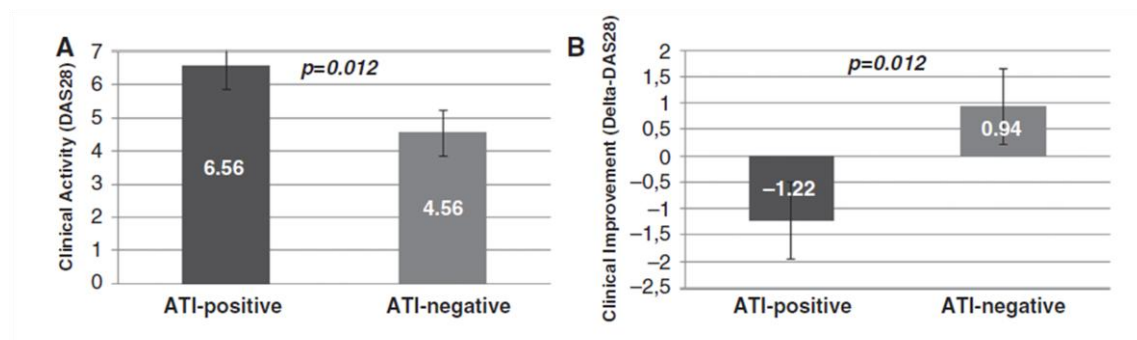 A
Clinical Activity (DAS28)
7
6
5
4
3
2
1
0
p=0.012
6.56
4.56
ATI-positive
ATI-negative
B
Clinical Improvement (Delta-DAS28)
2
1,5
1
0,5
0
–0,5
–1
–1,5
–2
–2,5
p=0.012
–1.22
0.94
ATI-positive
ATI-negative